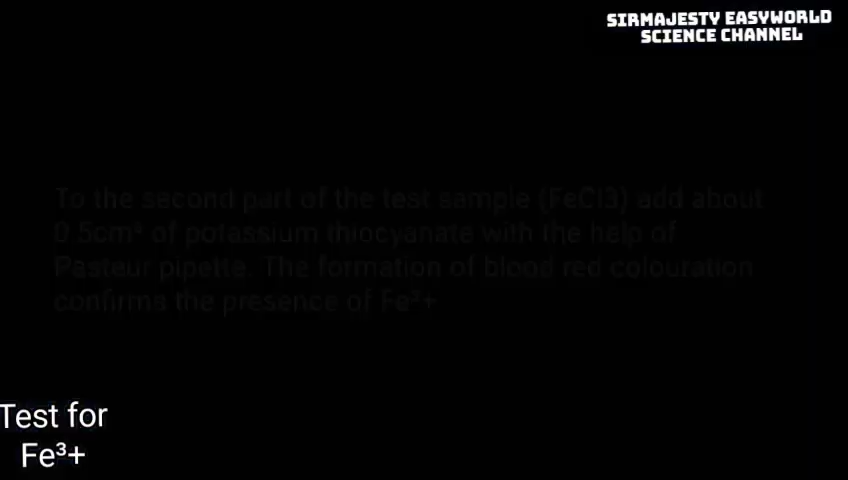 SIRMAJESTY EASYWORLD
SCIENCE CHANNEL
To the second part of the test sample (FeCl3) add about
0.5cm³ of potassium thiocyanate with the help of
Pasteur pipette. The formation of blood red colouration
confirms the presence of Fe³+
Test for
Fe³+